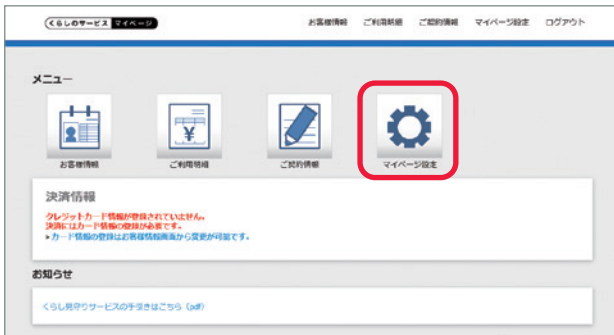 くらしのサービス マイページ
お客様情報 ご利用明細 ご契約情報 マイページ設定 ログアウト
メニュー
お客様情報 ご利用明細 ご契約情報 マイページ設定
決済情報
クレジットカード情報が登録されていません。
決済にはカード情報の登録が必要です。
▸カード情報の登録はお客様情報画面から変更が可能です。
お知らせ
くらし見守りサービスの手引きはこちら（pdf）